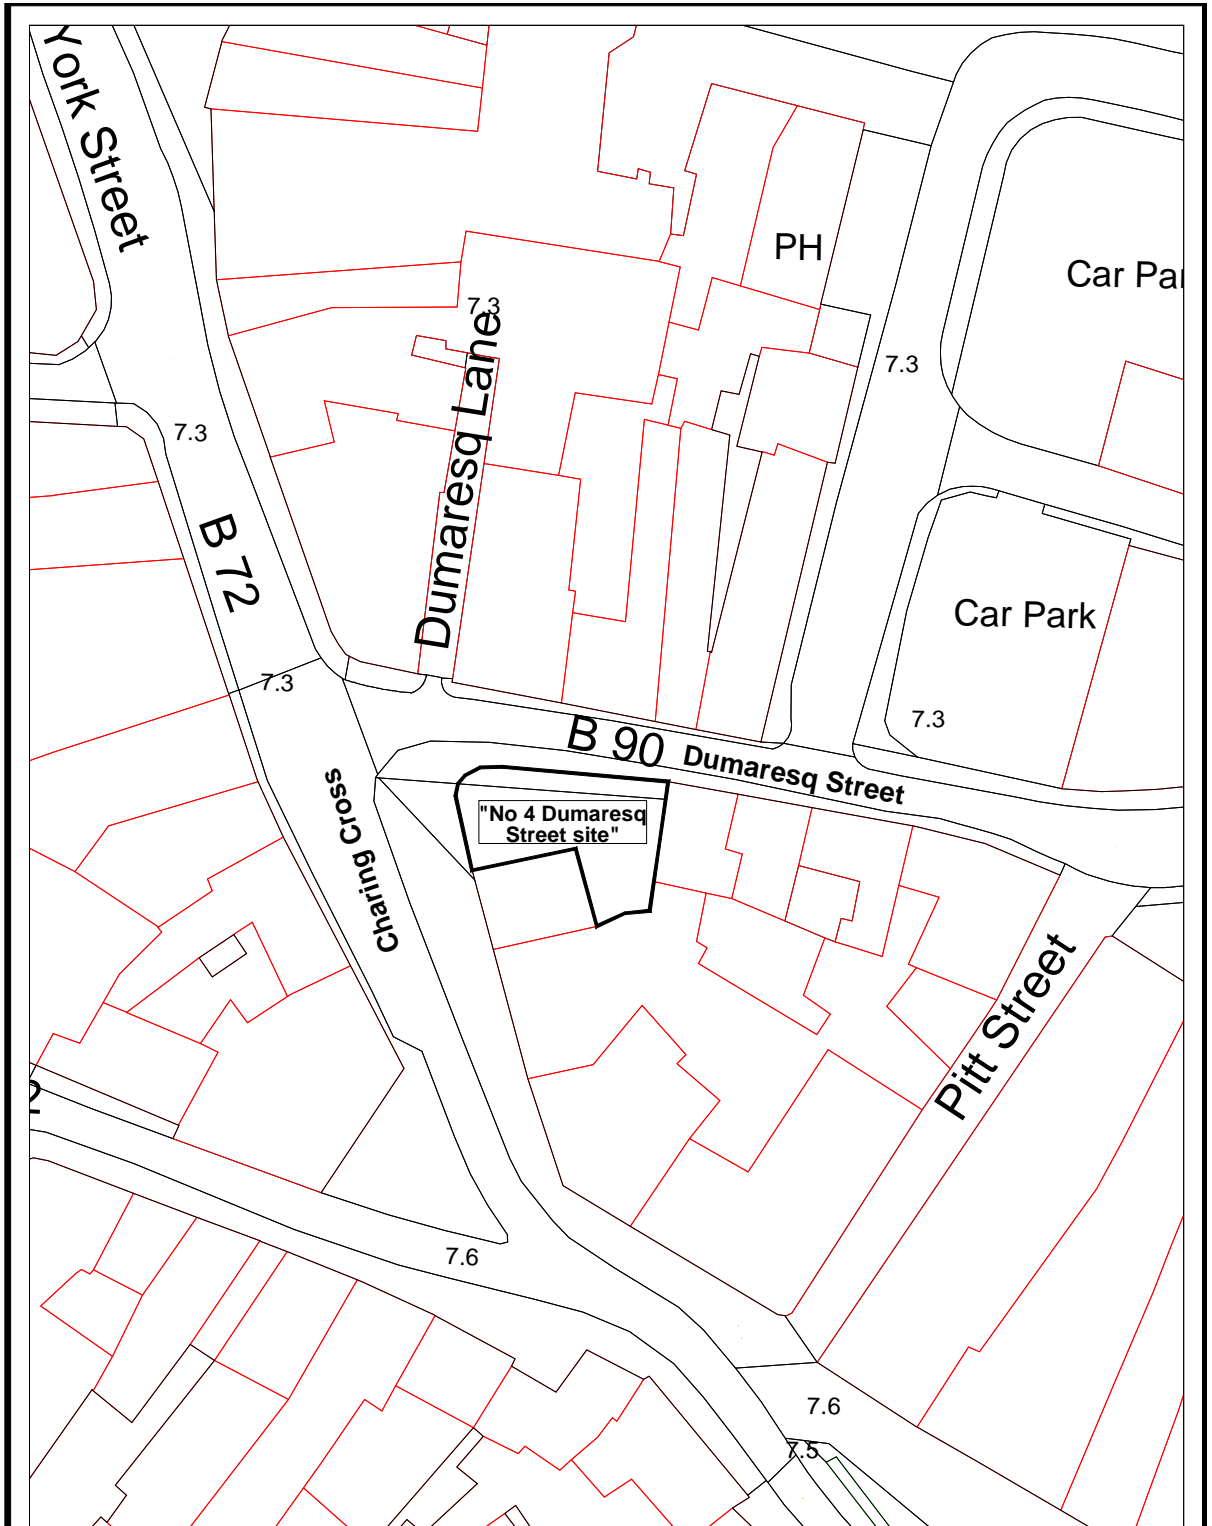 York Street
PH
Car Par
7.3
Dumaresq Lane
7.3
7.3
B 72
Car Park
7.3
7.3
B 90
Dumaresq Street
Charing Cross
"No 4 Dumaresq
Street site"
Pitt Street
2
7.6
7.6
7.5